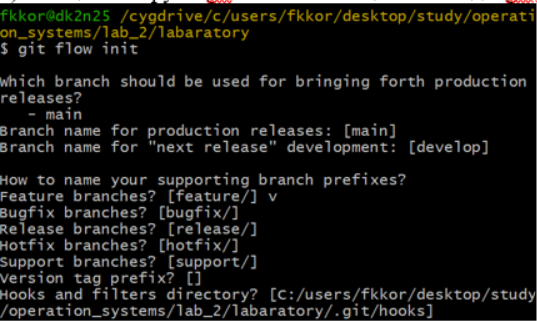 fkkor@dk2n25 /cygdrive/c/users/fkkor/desktop/study/operati
on_systems/lab_2/labaratory
$ git flow init
Which branch should be used for bringing forth production
releases?
- main
Branch name for production releases: [main]
Branch name for "next release" development: [develop]
How to name your supporting branch prefixes?
Feature branches? [feature/] v
Bugfix branches? [bugfix/]
Release branches? [release/]
Hotfix branches? [hotfix/]
Support branches? [support/]
Version tag prefix? []
Hooks and filters directory? [C:/users/fkkor/desktop/study
/operation_systems/lab_2/labaratory/.git/hooks]